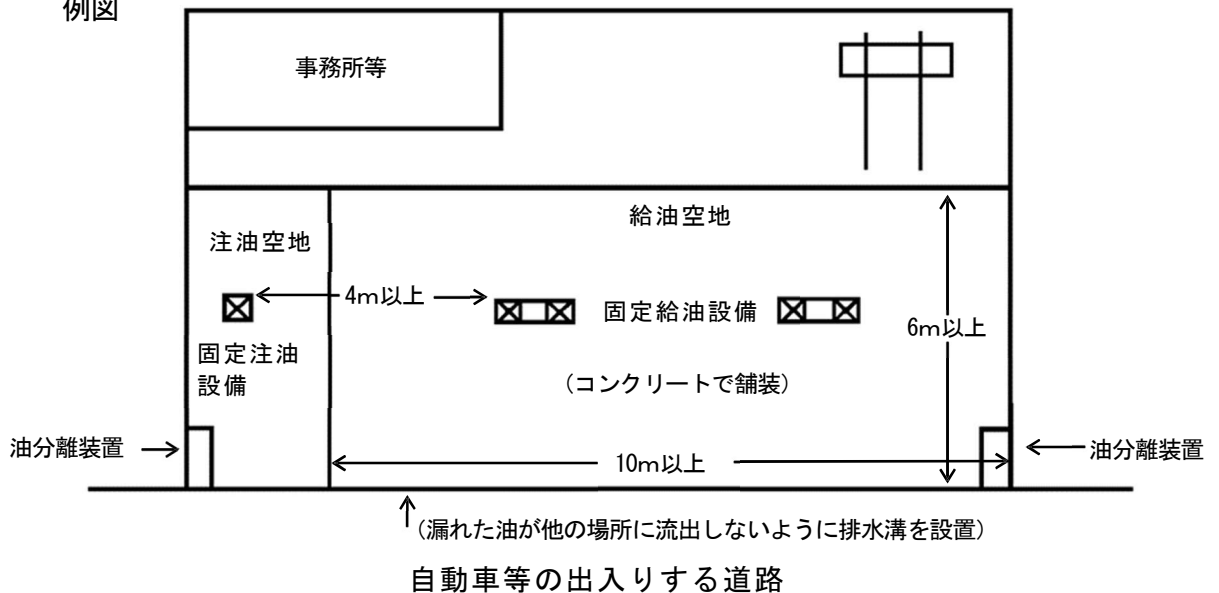 例図
事務所等
給油空地
注油空地
4m以上
固定給油設備
6m以上
固定注油
設備
(コンクリートで舗装)
油分離装置
10m以上
油分離装置
(漏れた油が他の場所に流出しないように排水溝を設置)
自動車等の出入りする道路